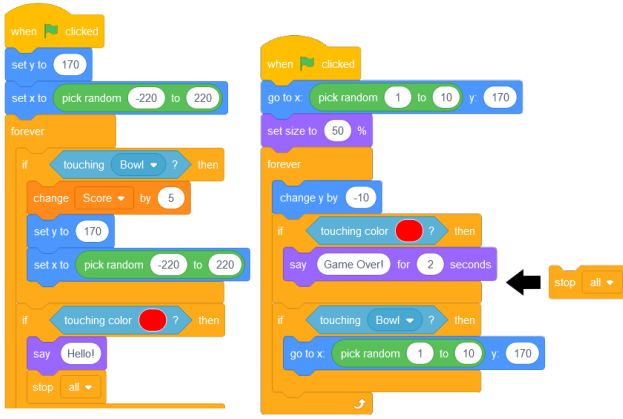 when clicked
set y to 170
set x to pick random -220 to 220
forever
if touching Bowl ? then
change Score by 5
set y to 170
set x to pick random -220 to 220
if touching color ? then
say Hello!
stop all
when clicked
go to x: pick random 1 to 10 y: 170
set size to 50 %
forever
change y by -10
if touching color ? then
say Game Over! for 2 seconds
if touching Bowl ? then
go to x: pick random 1 to 10 y: 170
stop all